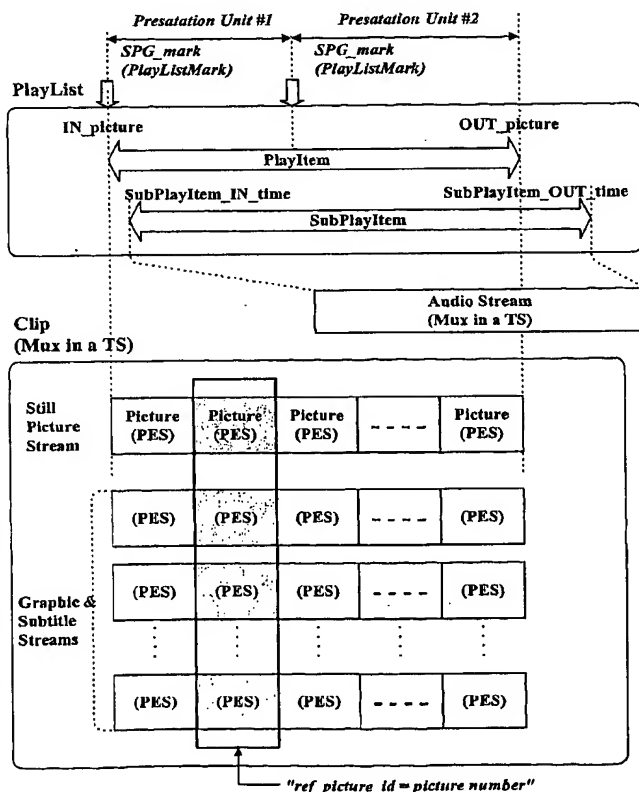 Presatation Unit #1 Presatation Unit #2
SPG_mark SPG_mark
(PlayListMark) (PlayListMark)
PlayList
IN_picture OUT_picture
PlayItem
SubPlayItem_IN_time SubPlayItem_OUT_time
SubPlayItem
Audio Stream
(Mux in a TS)
Clip
(Mux in a TS)
Still
Picture
Stream
Picture Picture Picture Picture
(PES) (PES) (PES) (PES)
(PES) (PES) (PES) (PES)
(PES) (PES) (PES) (PES)
Graphic &
Subtitle
Streams
(PES) (PES) (PES) (PES)
"ref_picture_id = picture number"